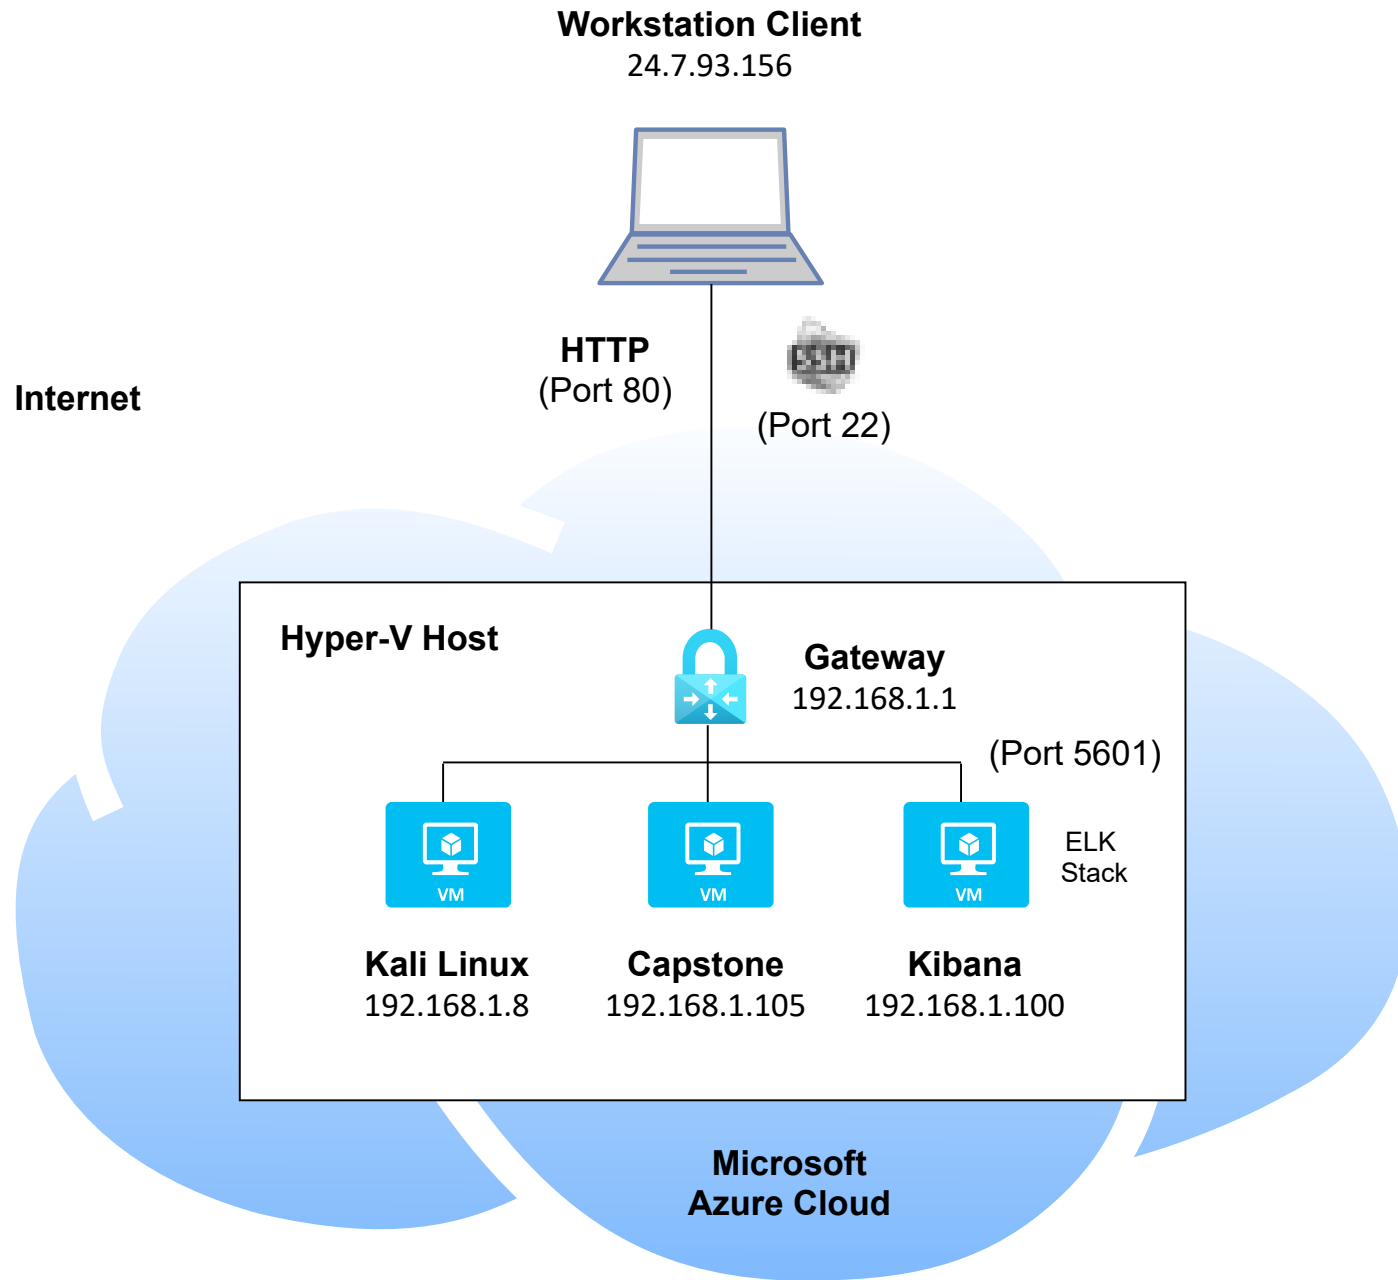 Workstation Client
24.7.93.156
HTTP
(Port 80)
SSH
(Port 22)
Internet
Hyper-V Host
Gateway
192.168.1.1
(Port 5601)
VM
VM
VM
ELK
Stack
Kali Linux
192.168.1.8
Capstone
192.168.1.105
Kibana
192.168.1.100
Microsoft
Azure Cloud